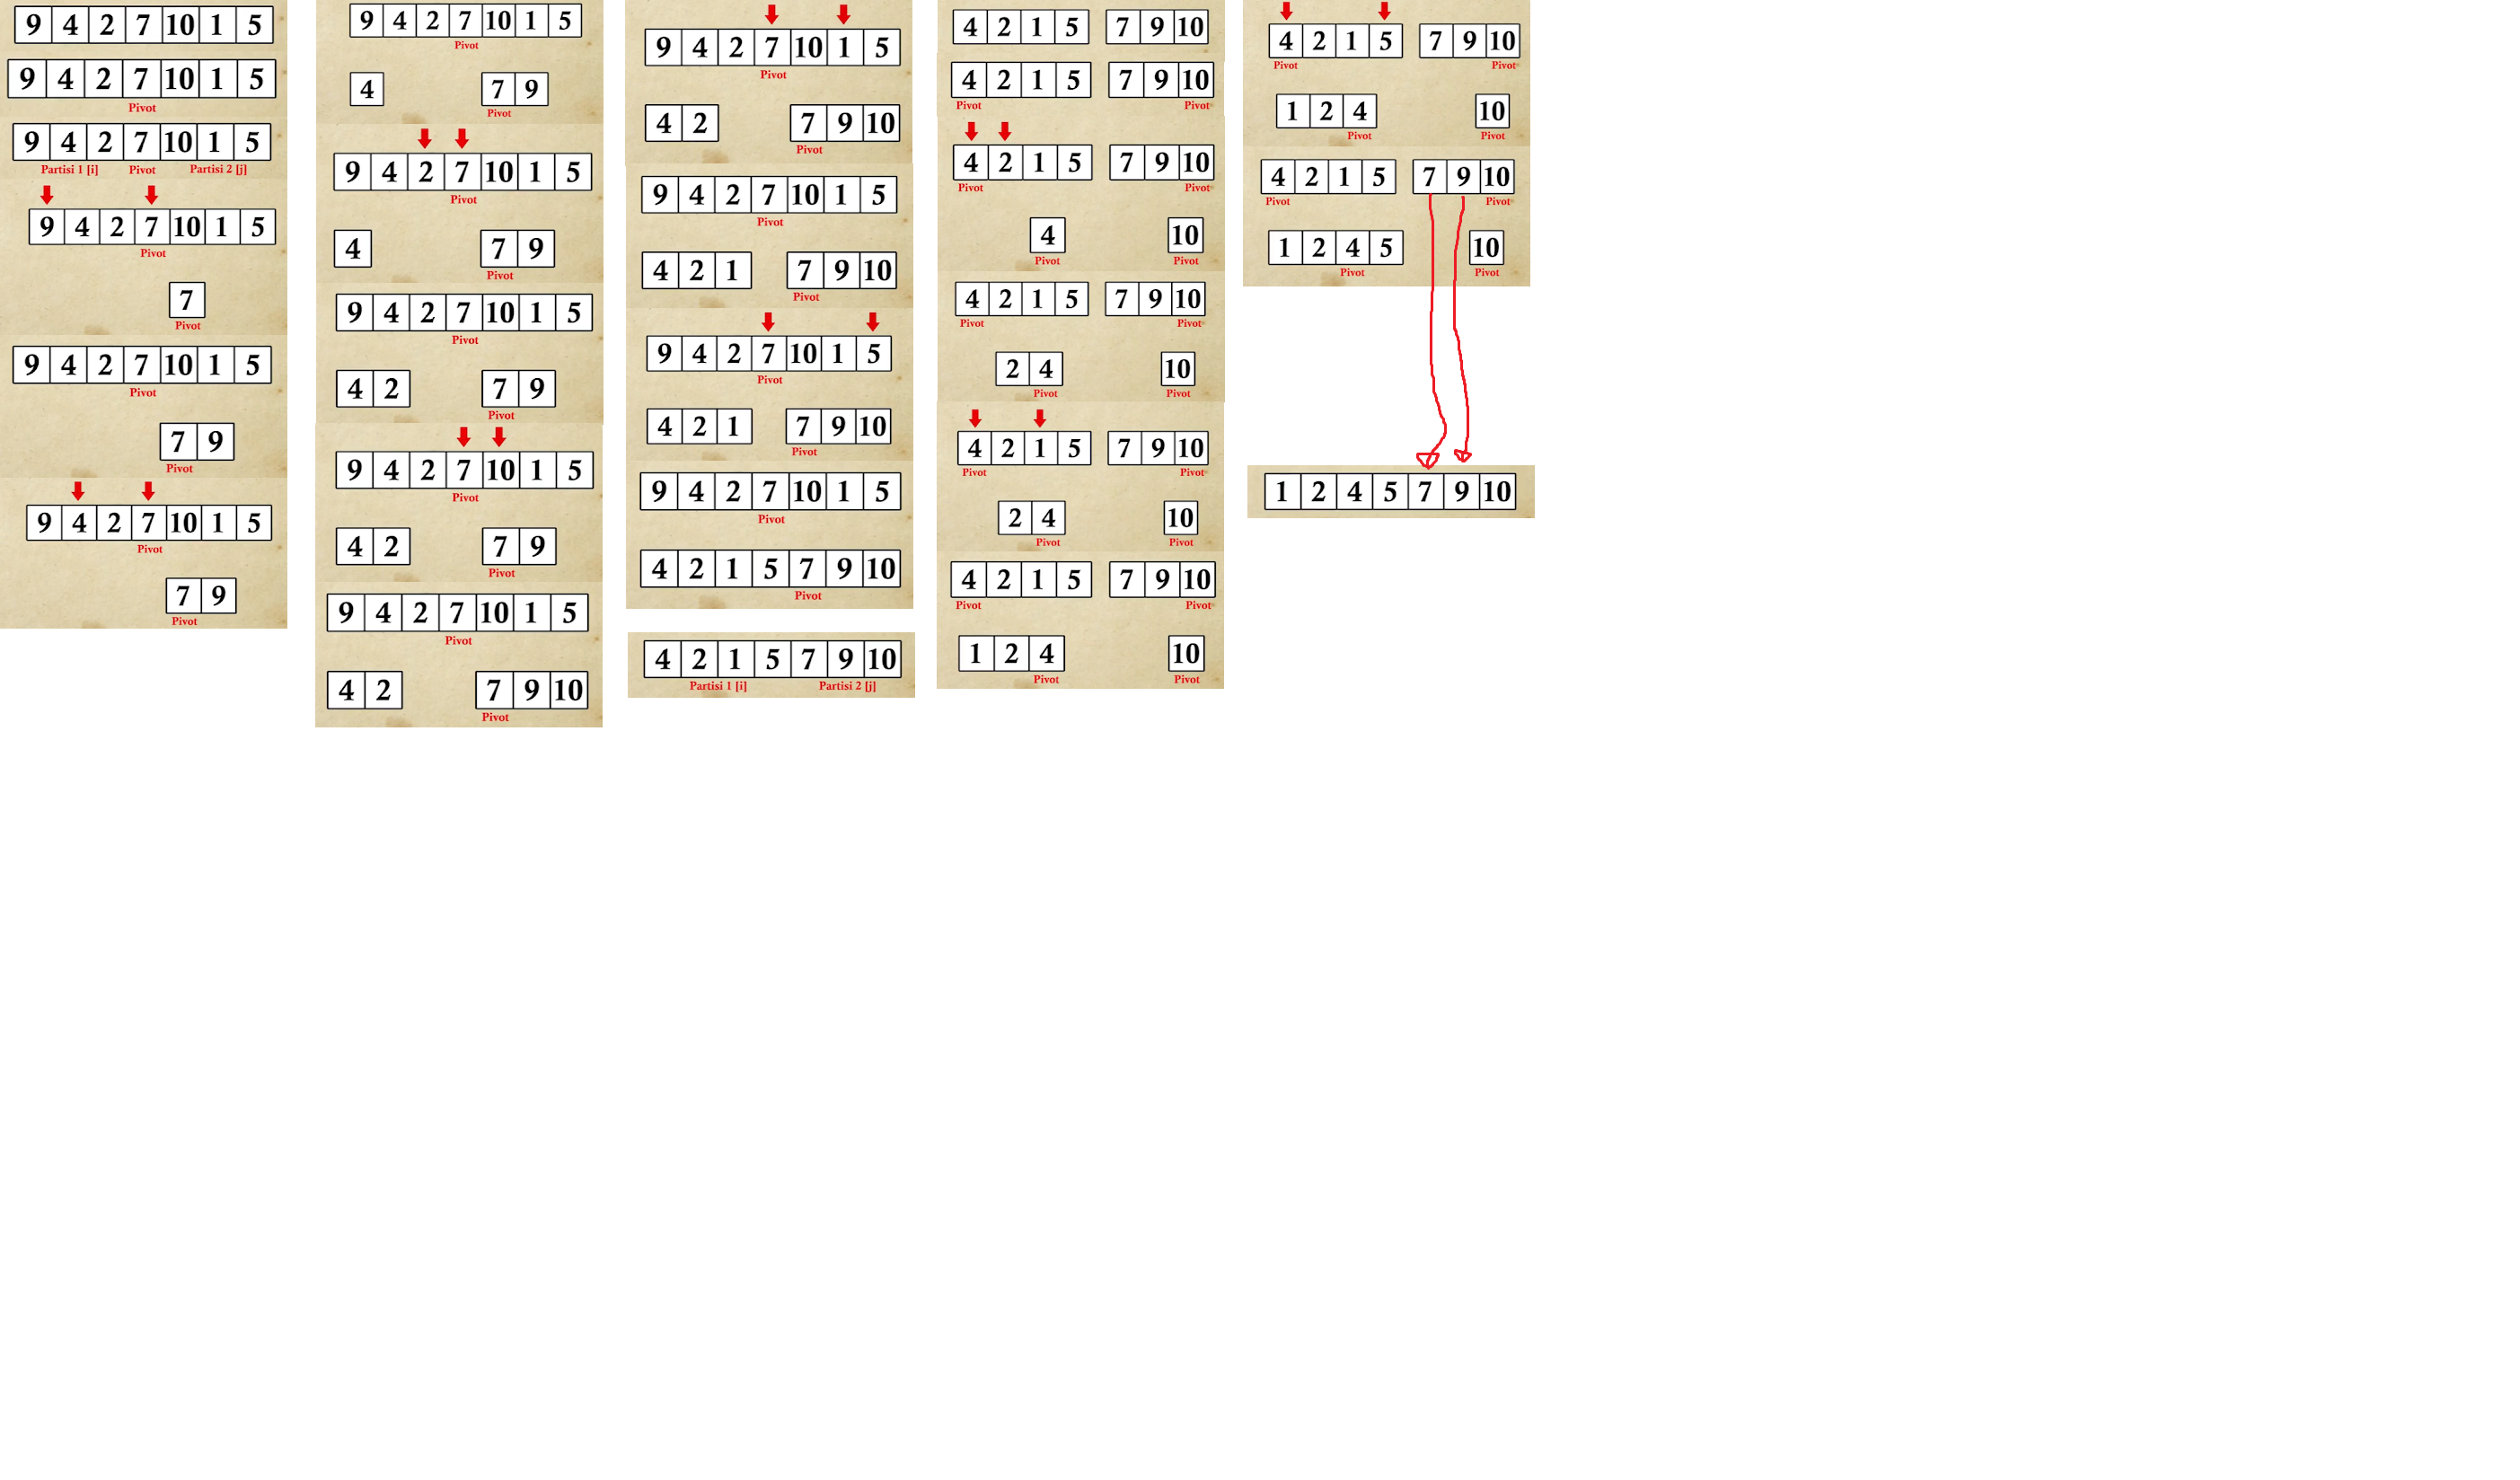 9 4 2 7 10 1 5
9 4 2 7 10 1 5
Pivot
9 4 2 7 10 1 5
Partisi 1 [i] Pivot Partisi 2 [j]
9 4 2 7 10 1 5
Pivot
7
Pivot
9 4 2 7 10 1 5
Pivot
7 9
Pivot
9 4 2 7 10 1 5
Pivot
7 9
Pivot
9 4 2 7 10 1 5
Pivot
4 7 9
Pivot
9 4 2 7 10 1 5
Pivot
4 7 9
Pivot
9 4 2 7 10 1 5
Pivot
4 2 7 9
Pivot
9 4 2 7 10 1 5
Pivot
4 2 7 9
Pivot
9 4 2 7 10 1 5
Pivot
4 2 7 9 10
Pivot
9 4 2 7 10 1 5
Pivot
4 2 7 9 10
Pivot
9 4 2 7 10 1 5
Pivot
4 2 1 7 9 10
Pivot
9 4 2 7 10 1 5
Pivot
4 2 1 7 9 10
Pivot
9 4 2 7 10 1 5
Pivot
4 2 1 5 7 9 10
Pivot
4 2 1 5 7 9 10
Partisi 1 [i] Partisi 2 [j]
4 2 1 5 7 9 10
4 2 1 5 7 9 10
Pivot Pivot
4 2 1 5 7 9 10
Pivot Pivot
4 10
Pivot Pivot
4 2 1 5 7 9 10
Pivot Pivot
2 4 10
Pivot Pivot
4 2 1 5 7 9 10
Pivot Pivot
2 4 10
Pivot Pivot
4 2 1 5 7 9 10
Pivot Pivot
1 2 4 10
Pivot Pivot
4 2 1 5 7 9 10
Pivot Pivot
1 2 4 10
Pivot Pivot
4 2 1 5 7 9 10
Pivot Pivot
1 2 4 5 10
Pivot Pivot
1 2 4 5 7 9 10